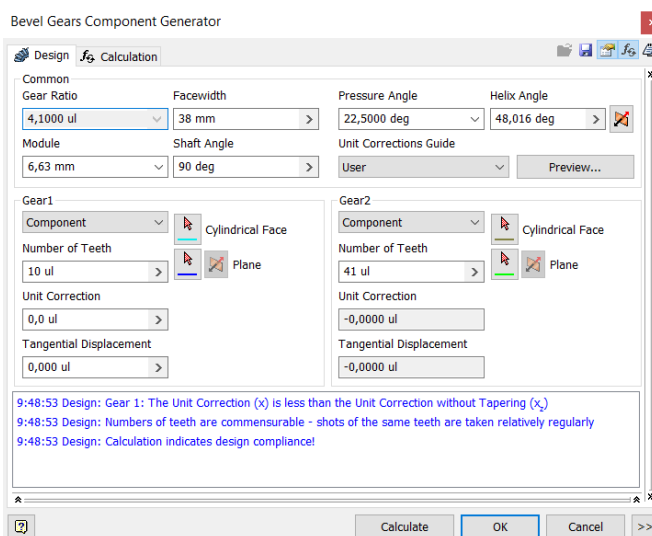 Bevel Gears Component Generator
Design
Calculation
Common
Gear Ratio Facewidth Pressure Angle Helix Angle
4,1000 ul 38 mm 22,5000 deg 48,016 deg
Module Shaft Angle Unit Corrections Guide
6,63 mm 90 deg User Preview...
Gear1 Gear2
Component Cylindrical Face Component Cylindrical Face
Number of Teeth Plane Number of Teeth Plane
10 ul 41 ul
Unit Correction Unit Correction
0,0 ul -0,0000 ul
Tangential Displacement Tangential Displacement
0,000 ul -0,0000 ul
9:48:53 Design: Gear 1: The Unit Correction (x) is less than the Unit Correction without Tapering (xz)
9:48:53 Design: Numbers of teeth are commensurable - shots of the same teeth are taken relatively regularly
9:48:53 Design: Calculation indicates design compliance!
Calculate OK Cancel >>